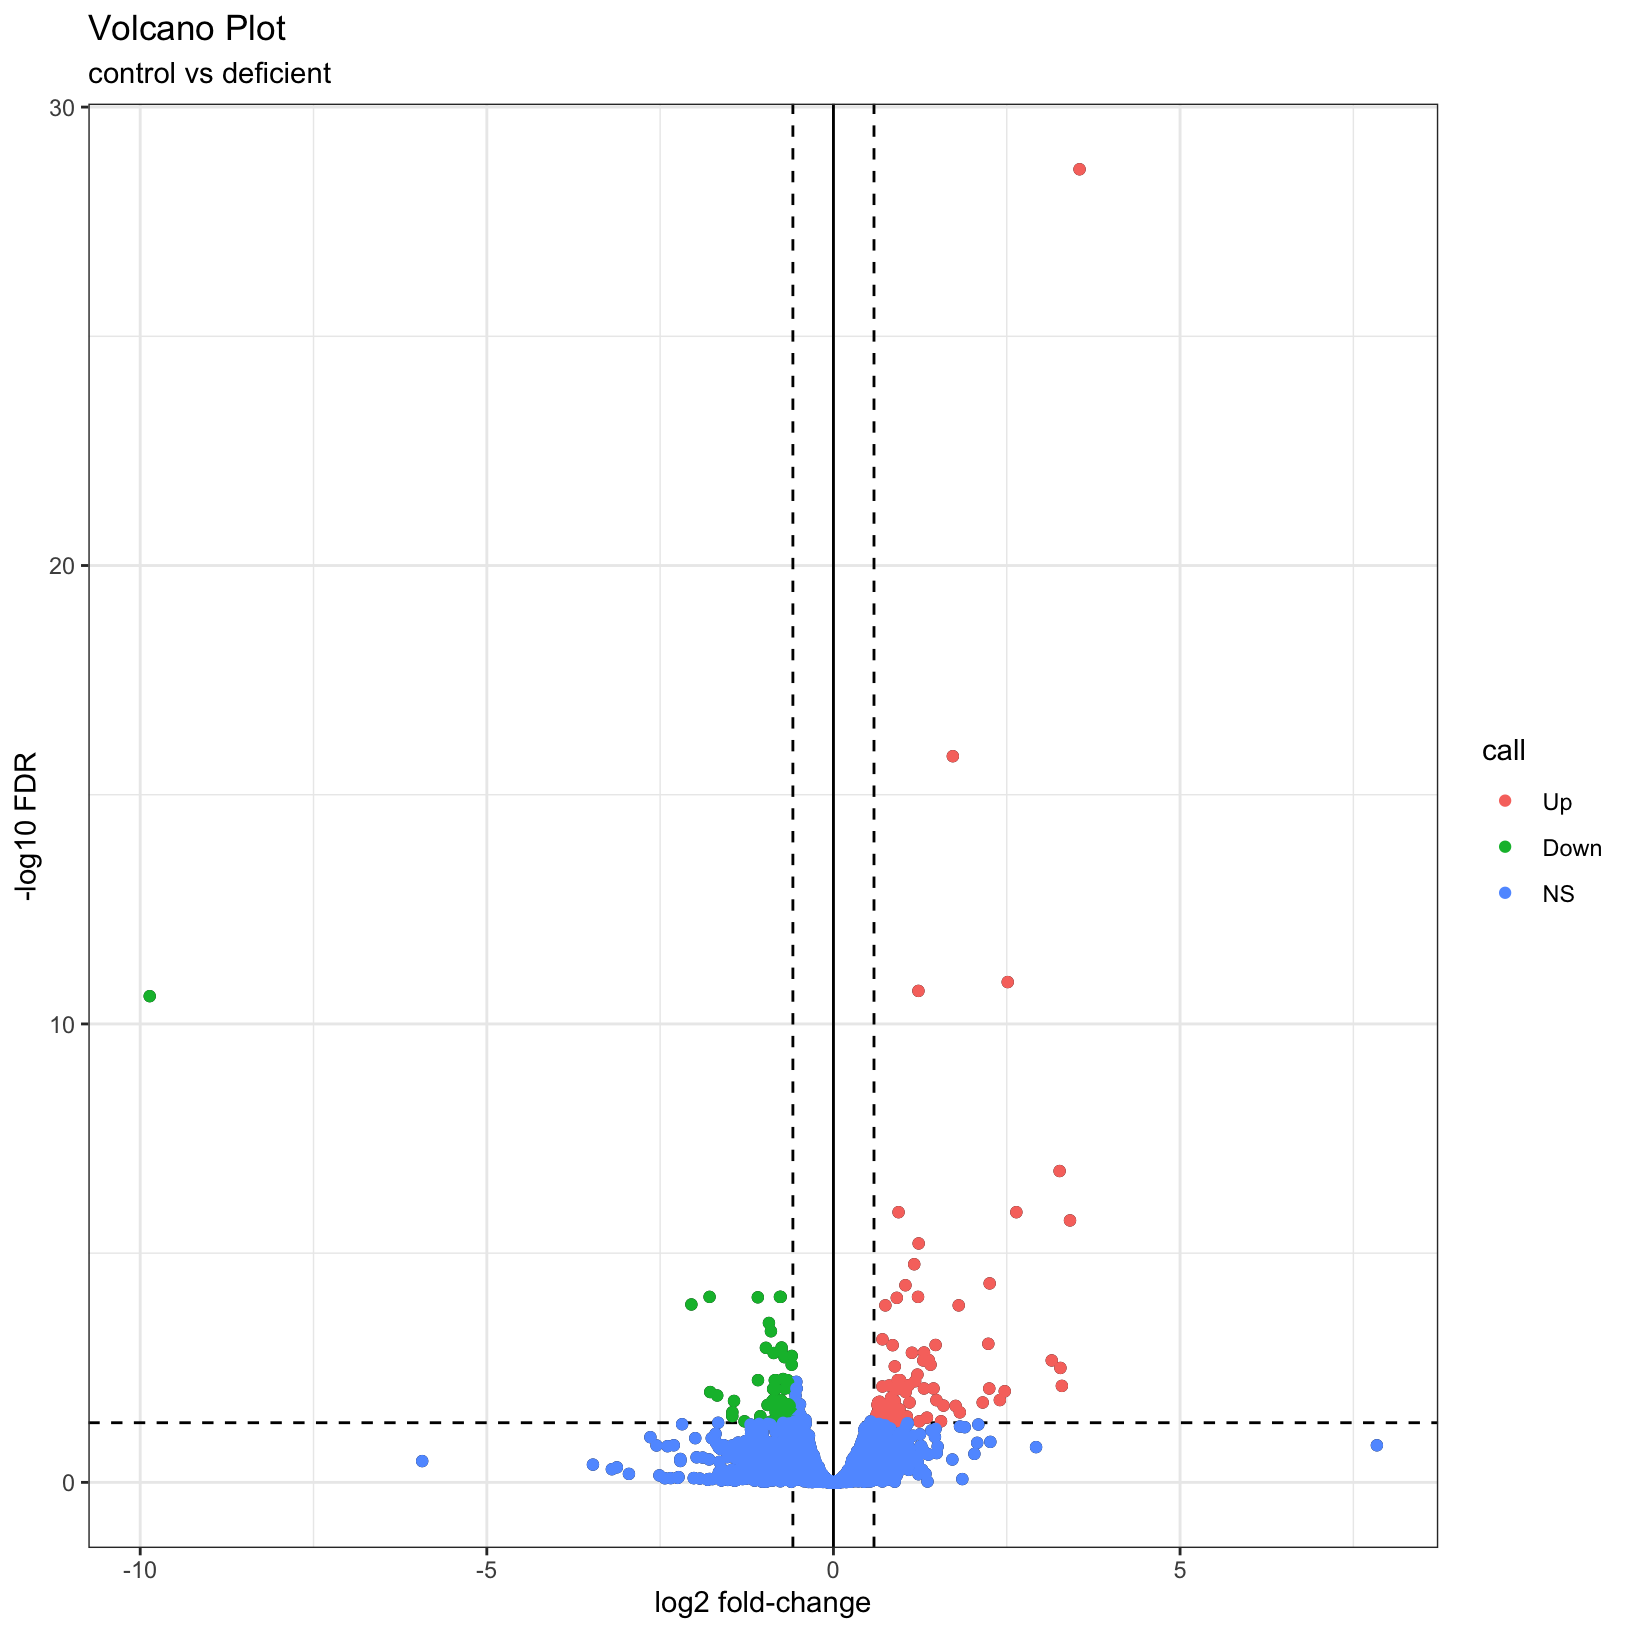 Volcano Plot
control vs deficient
30
20
10
0
-log10 FDR
-10
-5
0
5
log2 fold-change
call
Up
Down
NS